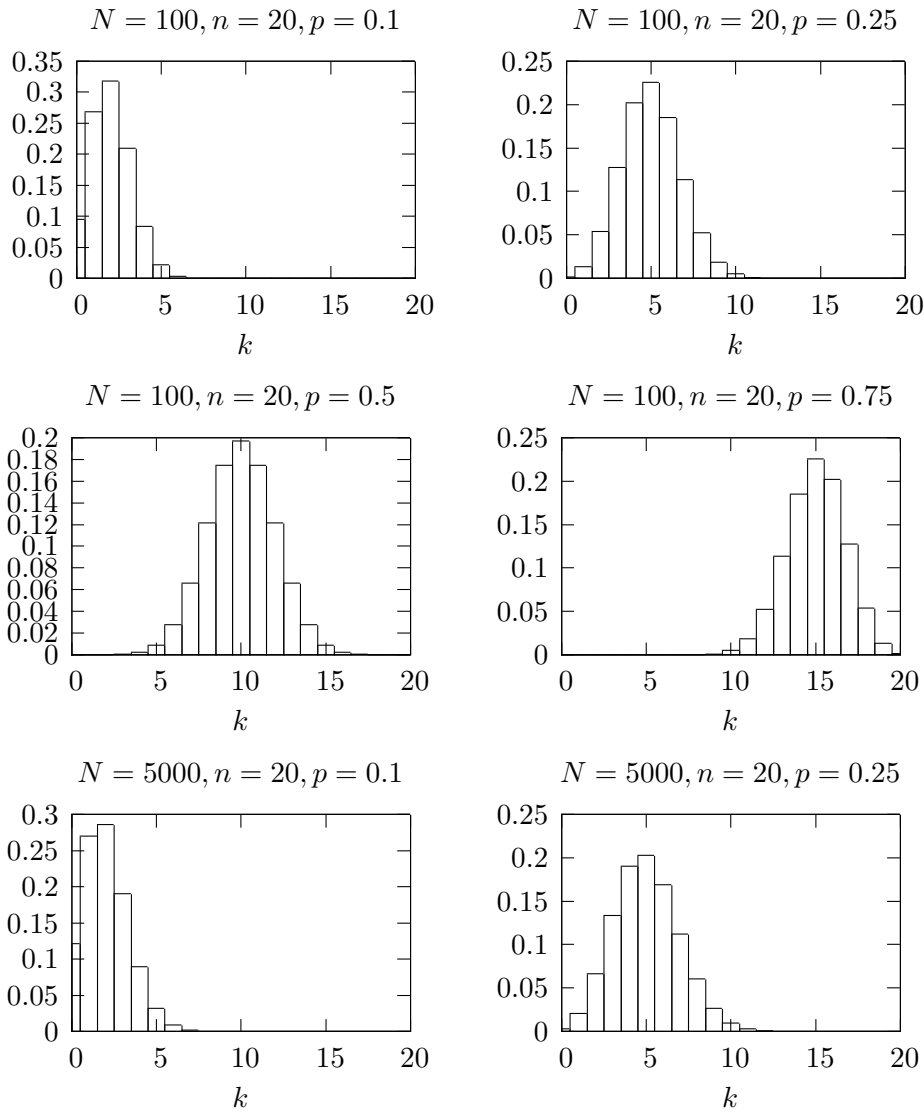 N = 100, n = 20, p = 0.1
0.35
0.3
0.25
0.2
0.15
0.1
0.05
0
0 5 10 15 20
k
N = 100, n = 20, p = 0.25
0.25
0.2
0.15
0.1
0.05
0
0 5 10 15 20
k
N = 100, n = 20, p = 0.5
0.2
0.18
0.16
0.14
0.12
0.1
0.08
0.06
0.04
0.02
0
0 5 10 15 20
k
N = 100, n = 20, p = 0.75
0.25
0.2
0.15
0.1
0.05
0
0 5 10 15 20
k
N = 5000, n = 20, p = 0.1
0.3
0.25
0.2
0.15
0.1
0.05
0
0 5 10 15 20
k
N = 5000, n = 20, p = 0.25
0.25
0.2
0.15
0.1
0.05
0
0 5 10 15 20
k